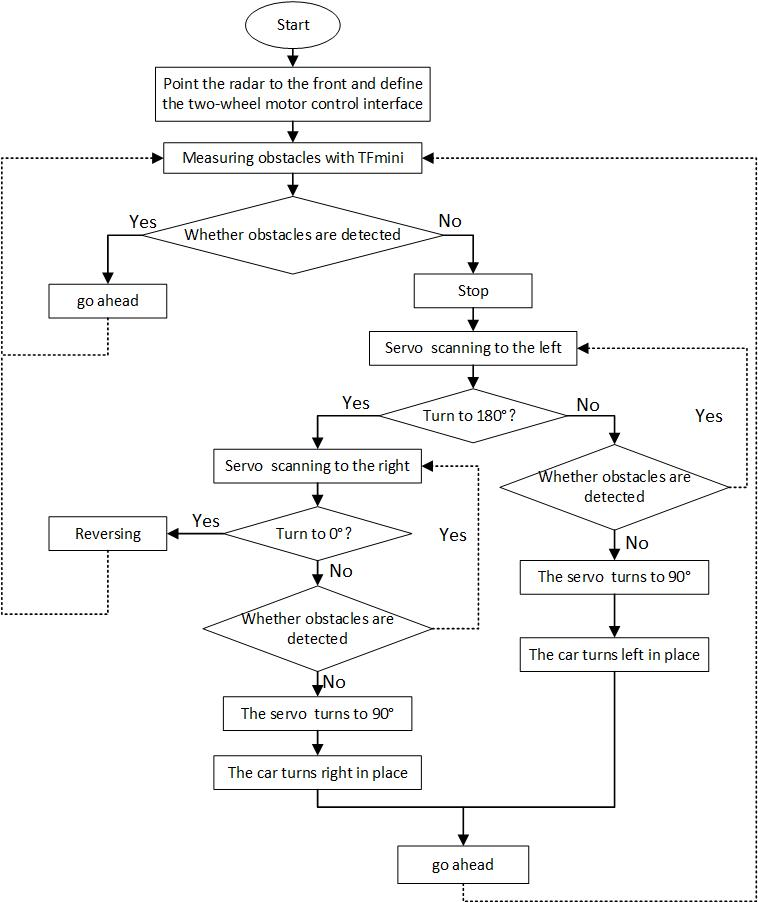 Start
Point the radar to the front and define
the two-wheel motor control interface
Measuring obstacles with TFmini
Yes
No
Whether obstacles are detected
go ahead
Stop
Servo scanning to the left
Yes
Turn to 180°?
No
Yes
Servo scanning to the right
Whether obstacles are
detected
Reversing
Yes
Turn to 0°?
Yes
No
No
The servo turns to 90°
Whether obstacles are
detected
The car turns left in place
No
The servo turns to 90°
The car turns right in place
go ahead